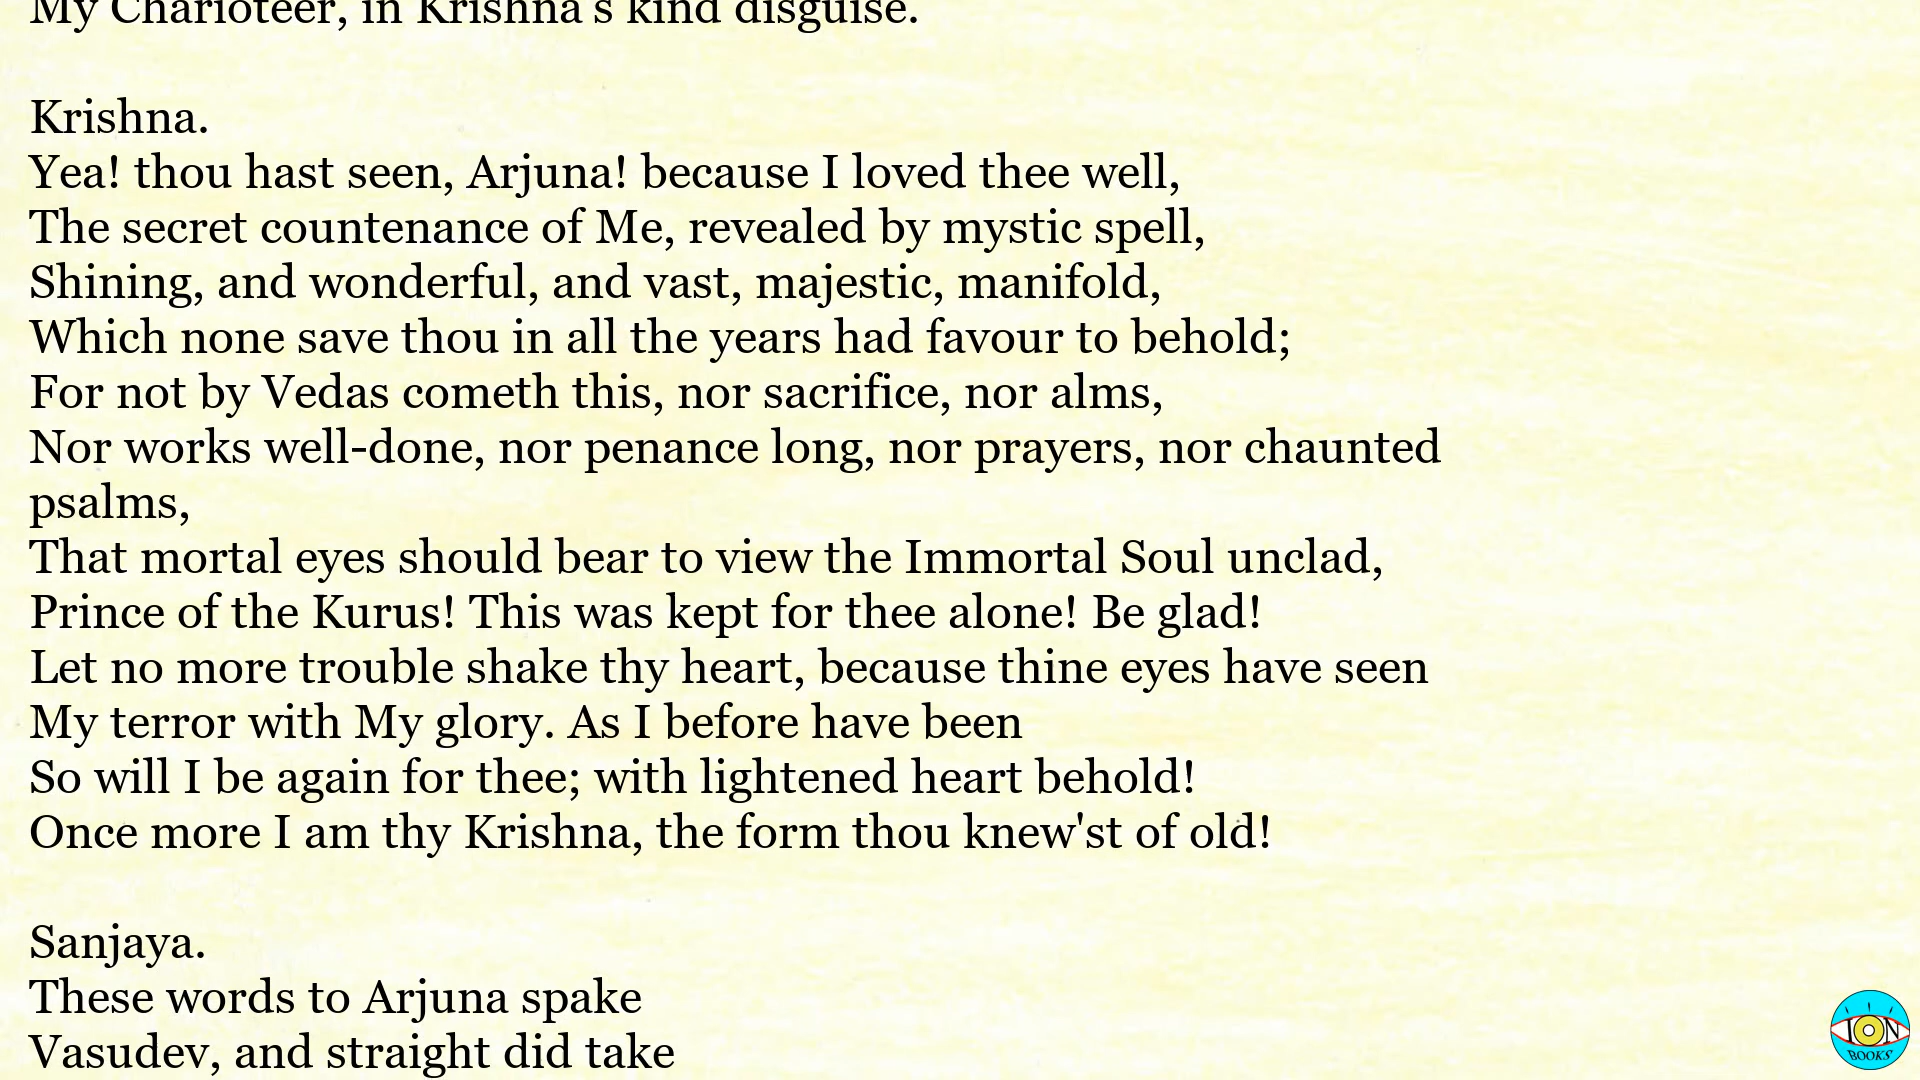 My Charioteer, in Krishna's kind disguise.

Krishna.
Yea! thou hast seen, Arjuna! because I loved thee well,
The secret countenance of Me, revealed by mystic spell,
Shining, and wonderful, and vast, majestic, manifold,
Which none save thou in all the years had favour to behold;
For not by Vedas cometh this, nor sacrifice, nor alms,
Nor works well-done, nor penance long, nor prayers, nor chaunted
psalms,
That mortal eyes should bear to view the Immortal Soul unclad,
Prince of the Kurus! This was kept for thee alone! Be glad!
Let no more trouble shake thy heart, because thine eyes have seen
My terror with My glory. As I before have been
So will I be again for thee; with lightened heart behold!
Once more I am thy Krishna, the form thou knew'st of old!

Sanjaya.
These words to Arjuna spake
Vasudev, and straight did take
ION
BOOKS